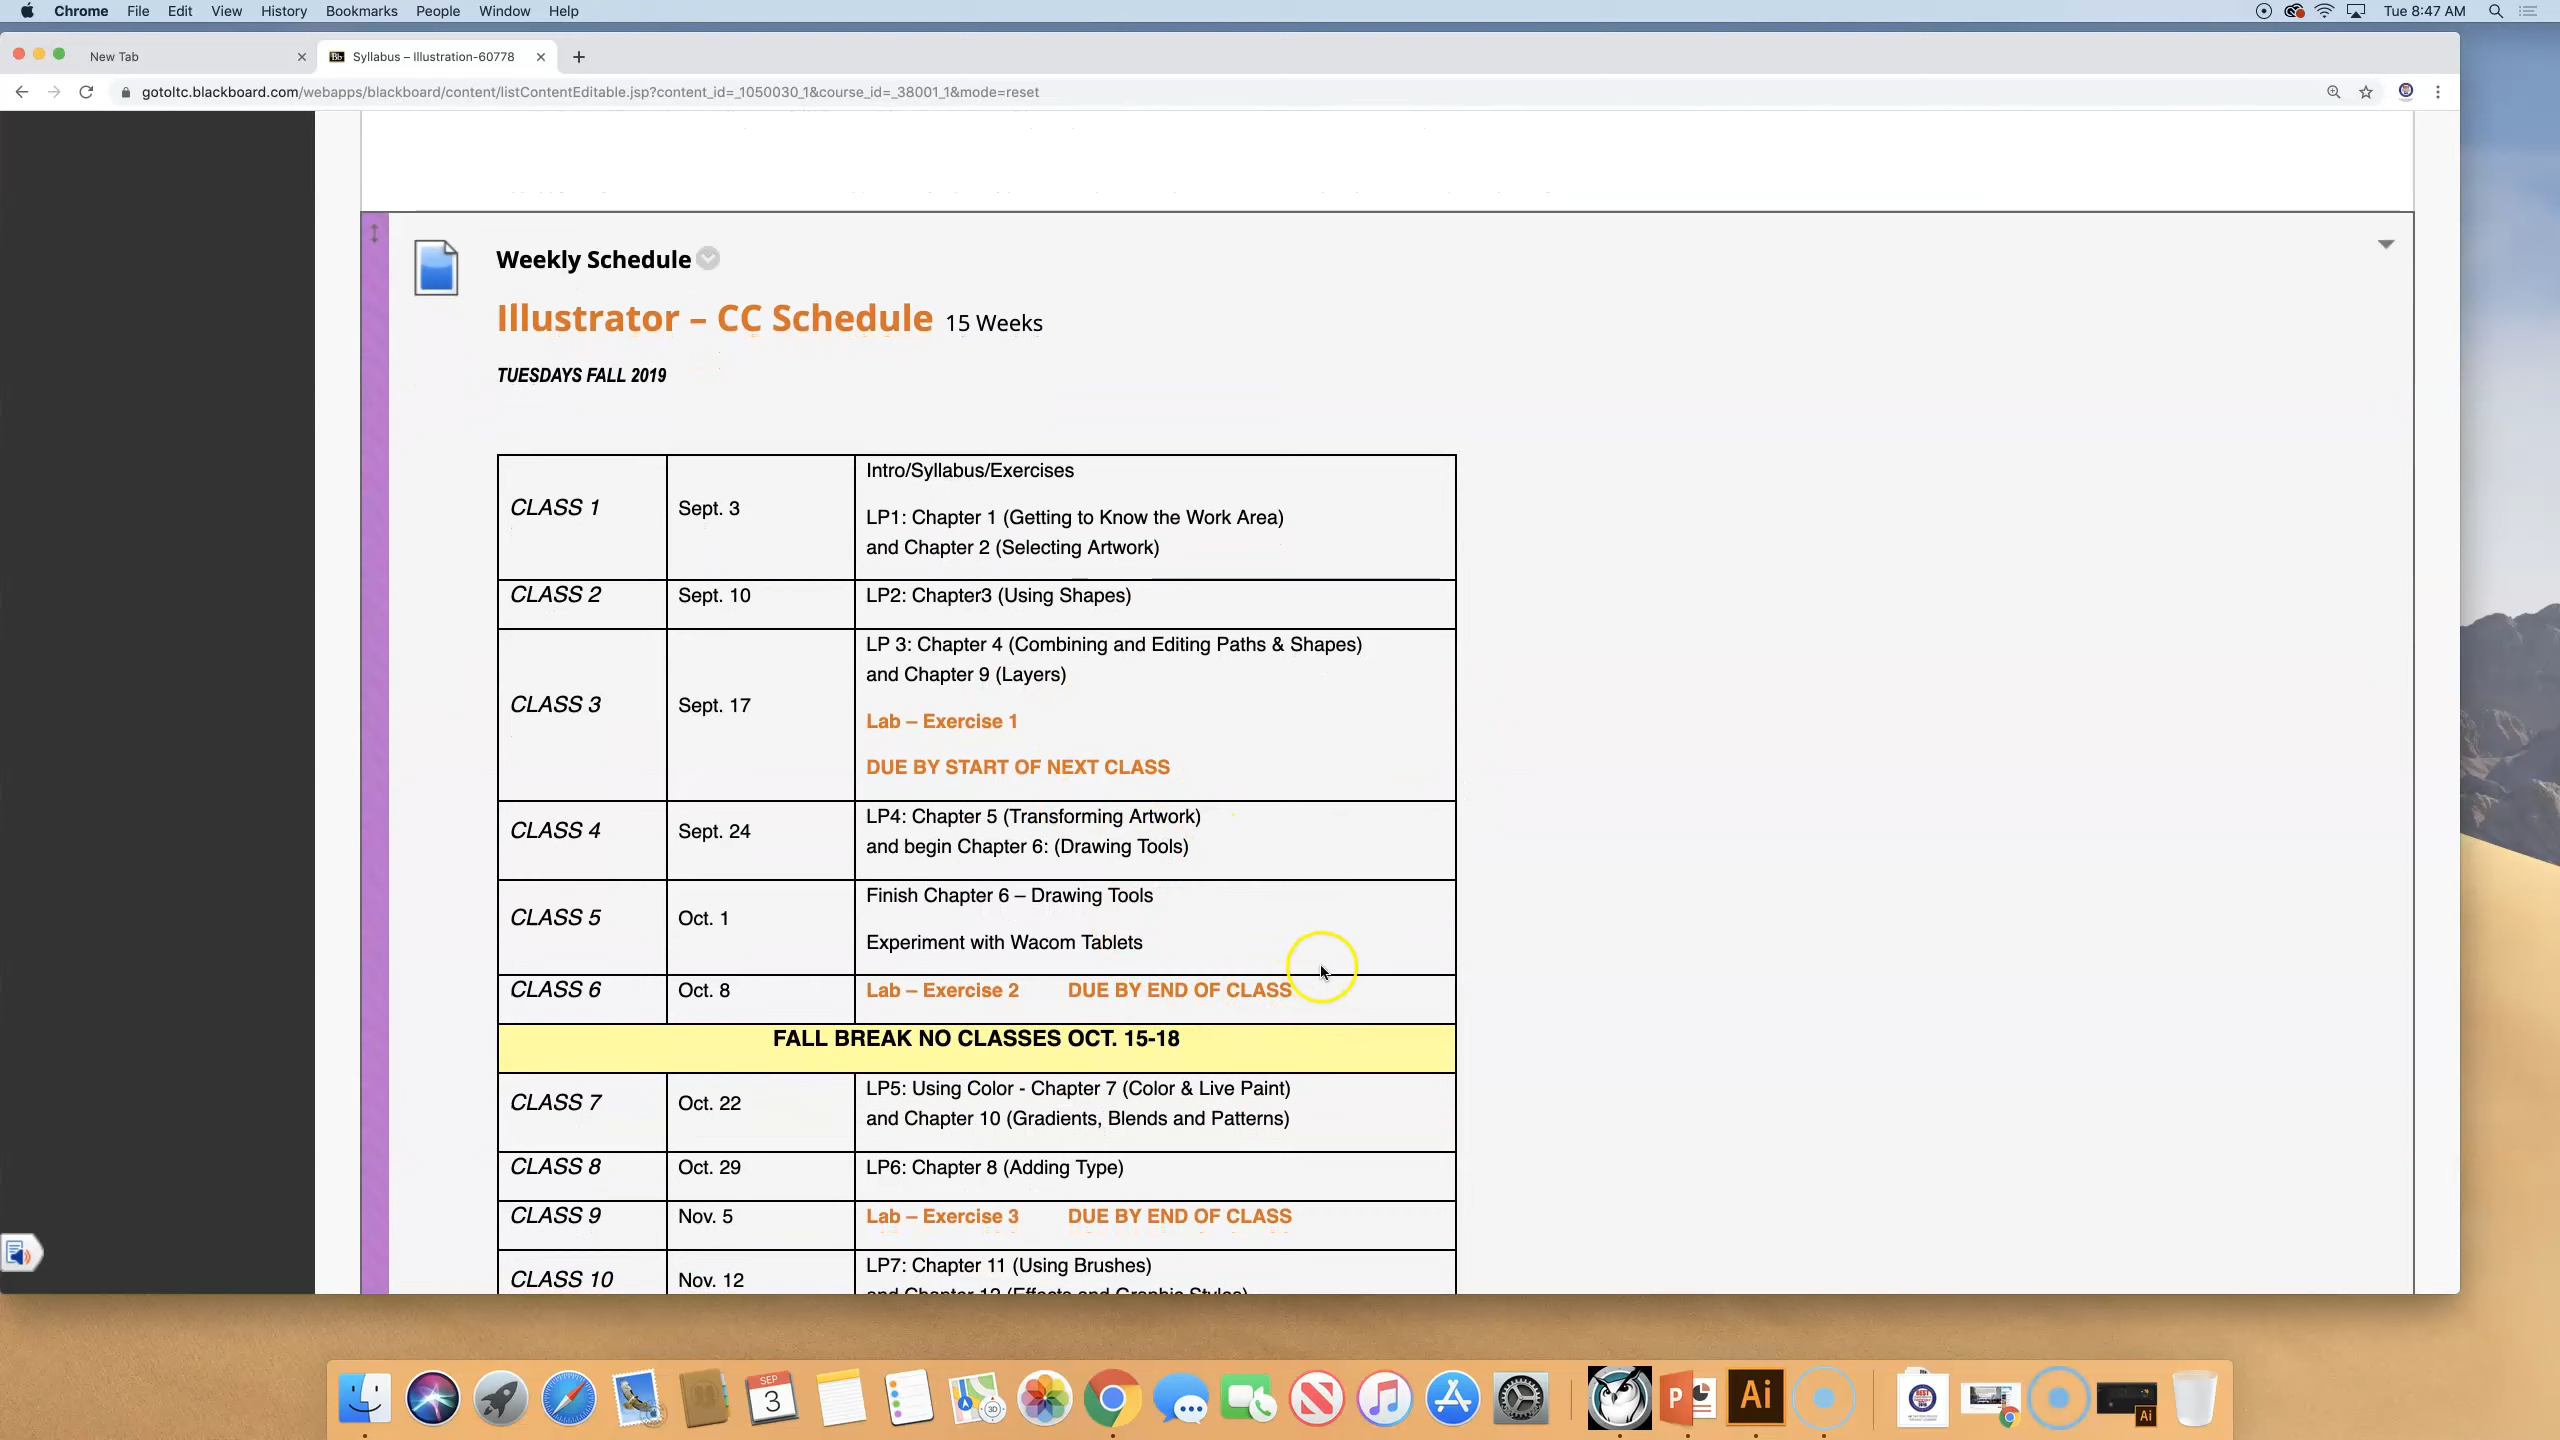 Chrome File Edit View History Bookmarks People Window Help Tue 8:47 AM
New Tab
Syllabus – Illustration-60778
gotoltc.blackboard.com/webapps/blackboard/content/listContentEditable.jsp?content_id=_1050030_1&course_id=_38001_1&mode=reset
Weekly Schedule
Illustrator – CC Schedule 15 Weeks
TUESDAYS FALL 2019
CLASS 1
Sept. 3
Intro/Syllabus/Exercises
LP1: Chapter 1 (Getting to Know the Work Area)
and Chapter 2 (Selecting Artwork)
CLASS 2
Sept. 10
LP2: Chapter3 (Using Shapes)
CLASS 3
Sept. 17
LP 3: Chapter 4 (Combining and Editing Paths & Shapes)
and Chapter 9 (Layers)
Lab – Exercise 1
DUE BY START OF NEXT CLASS
CLASS 4
Sept. 24
LP4: Chapter 5 (Transforming Artwork)
and begin Chapter 6: (Drawing Tools)
CLASS 5
Oct. 1
Finish Chapter 6 – Drawing Tools
Experiment with Wacom Tablets
CLASS 6
Oct. 8
Lab – Exercise 2 DUE BY END OF CLASS
FALL BREAK NO CLASSES OCT. 15-18
CLASS 7
Oct. 22
LP5: Using Color - Chapter 7 (Color & Live Paint)
and Chapter 10 (Gradients, Blends and Patterns)
CLASS 8
Oct. 29
LP6: Chapter 8 (Adding Type)
CLASS 9
Nov. 5
Lab – Exercise 3 DUE BY END OF CLASS
CLASS 10
Nov. 12
LP7: Chapter 11 (Using Brushes)
and Chapter 12 (Effects and Graphic Styles)
SEP
3
3D
P
Ai
Ai